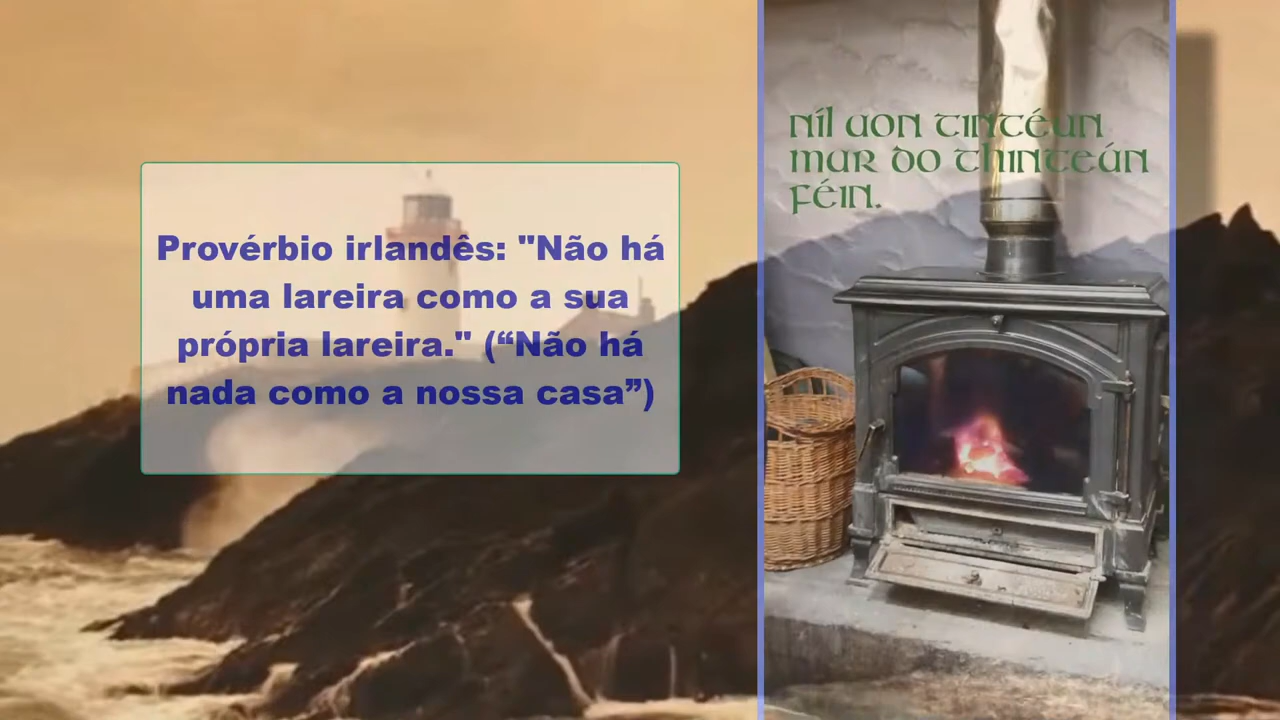 Provérbio irlandês: "Não há
uma lareira como a sua
própria lareira." (“Não há
nada como a nossa casa”)
níl aon tintéan
mar do thinteán
féin.